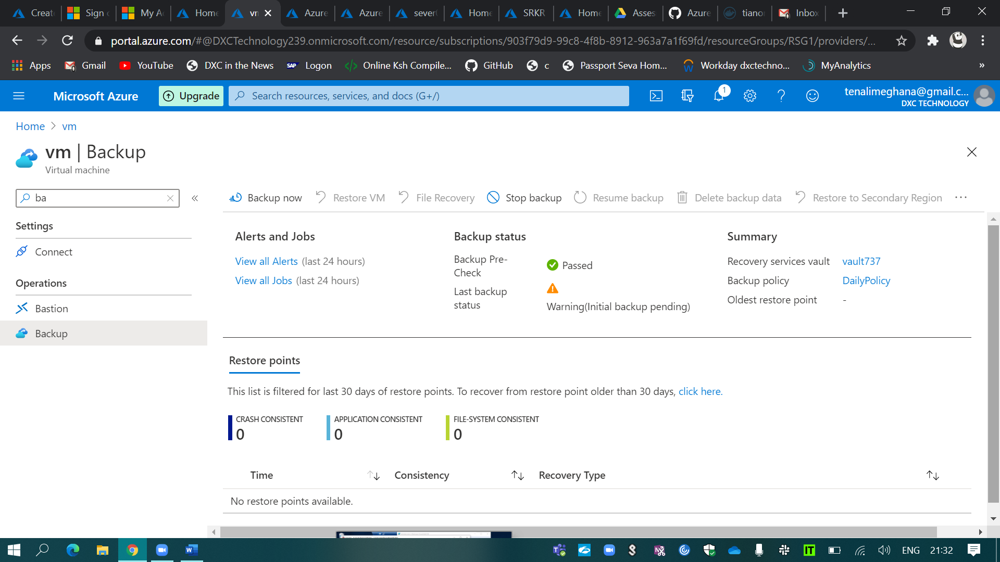 Create
Sign o
My Ac
Home
vm
Azure
Azure
severl
Home
SRKR
Home
Asses
Azure
tianor
Inbox
portal.azure.com/#@DXCTechnology239.onmicrosoft.com/resource/subscriptions/903f79d9-99c8-4f8b-8912-963a7a1f69fd/resourceGroups/RSG1/providers/...
Apps
Gmail
YouTube
DXC in the News
SAP
Logon
Online Ksh Compile...
GitHub
c
Passport Seva Hom...
Workday dxctechno...
MyAnalytics
»
Microsoft Azure
Upgrade
Search resources, services, and docs (G+/)
1
tenalimeghana@gmail.c...
DXC TECHNOLOGY
Home > vm
vm | Backup
Virtual machine
ba
«
Backup now
Restore VM
File Recovery
Stop backup
Resume backup
Delete backup data
Restore to Secondary Region
...
Settings
Connect
Operations
Bastion
Backup
Alerts and Jobs
View all Alerts (last 24 hours)
View all Jobs (last 24 hours)
Backup status
Backup Pre-
Check
Passed
Last backup
status
Warning(Initial backup pending)
Summary
Recovery services vault vault737
Backup policy DailyPolicy
Oldest restore point -
Restore points
This list is filtered for last 30 days of restore points. To recover from restore point older than 30 days, click here.
CRASH CONSISTENT
0
APPLICATION CONSISTENT
0
FILE-SYSTEM CONSISTENT
0
Time
Consistency
Recovery Type
No restore points available.
ENG
21:32